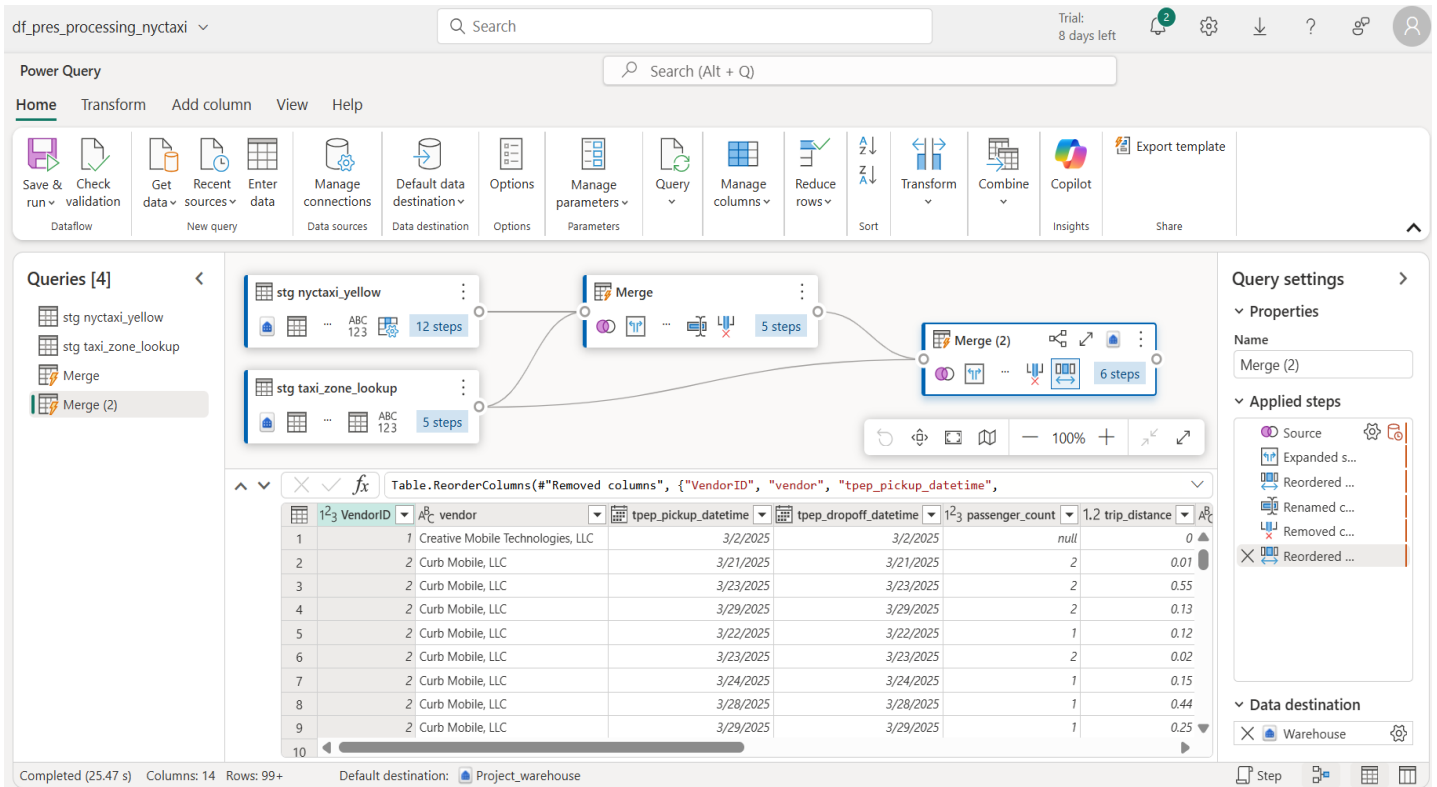 df_pres_processing_nyctaxi
Search
Trial:
8 days left
2
Power Query
Search (Alt + Q)
Home Transform Add column View Help
Save & run
Check validation
Dataflow
Get data
Recent sources
Enter data
New query
Manage connections
Data sources
Default data destination
Data destination
Options
Options
Manage parameters
Parameters
Query
Manage columns
Reduce rows
A Z
Z A
Sort
Transform
Combine
Copilot
Insights
Export template
Share
Queries [4]
stg nyctaxi_yellow
stg taxi_zone_lookup
Merge
Merge (2)
stg nyctaxi_yellow
ABC
123
12 steps
stg taxi_zone_lookup
ABC
123
5 steps
Merge
5 steps
Merge (2)
6 steps
100%
fx Table.ReorderColumns(#"Removed columns", {"VendorID", "vendor", "tpep_pickup_datetime",
123 VendorID ABC vendor tpep_pickup_datetime tpep_dropoff_datetime 123 passenger_count 1.2 trip_distance
1 1 Creative Mobile Technologies, LLC 3/2/2025 3/2/2025 null 0
2 2 Curb Mobile, LLC 3/21/2025 3/21/2025 2 0.01
3 2 Curb Mobile, LLC 3/23/2025 3/23/2025 2 0.55
4 2 Curb Mobile, LLC 3/29/2025 3/29/2025 2 0.13
5 2 Curb Mobile, LLC 3/22/2025 3/22/2025 1 0.12
6 2 Curb Mobile, LLC 3/23/2025 3/23/2025 2 0.02
7 2 Curb Mobile, LLC 3/24/2025 3/24/2025 1 0.15
8 2 Curb Mobile, LLC 3/28/2025 3/28/2025 1 0.44
9 2 Curb Mobile, LLC 3/29/2025 3/29/2025 1 0.25
10
Query settings
Properties
Name
Merge (2)
Applied steps
Source
Expanded s...
Reordered ...
Renamed c...
Removed c...
Reordered ...
Data destination
Warehouse
Completed (25.47 s) Columns: 14 Rows: 99+ Default destination: Project_warehouse
Step